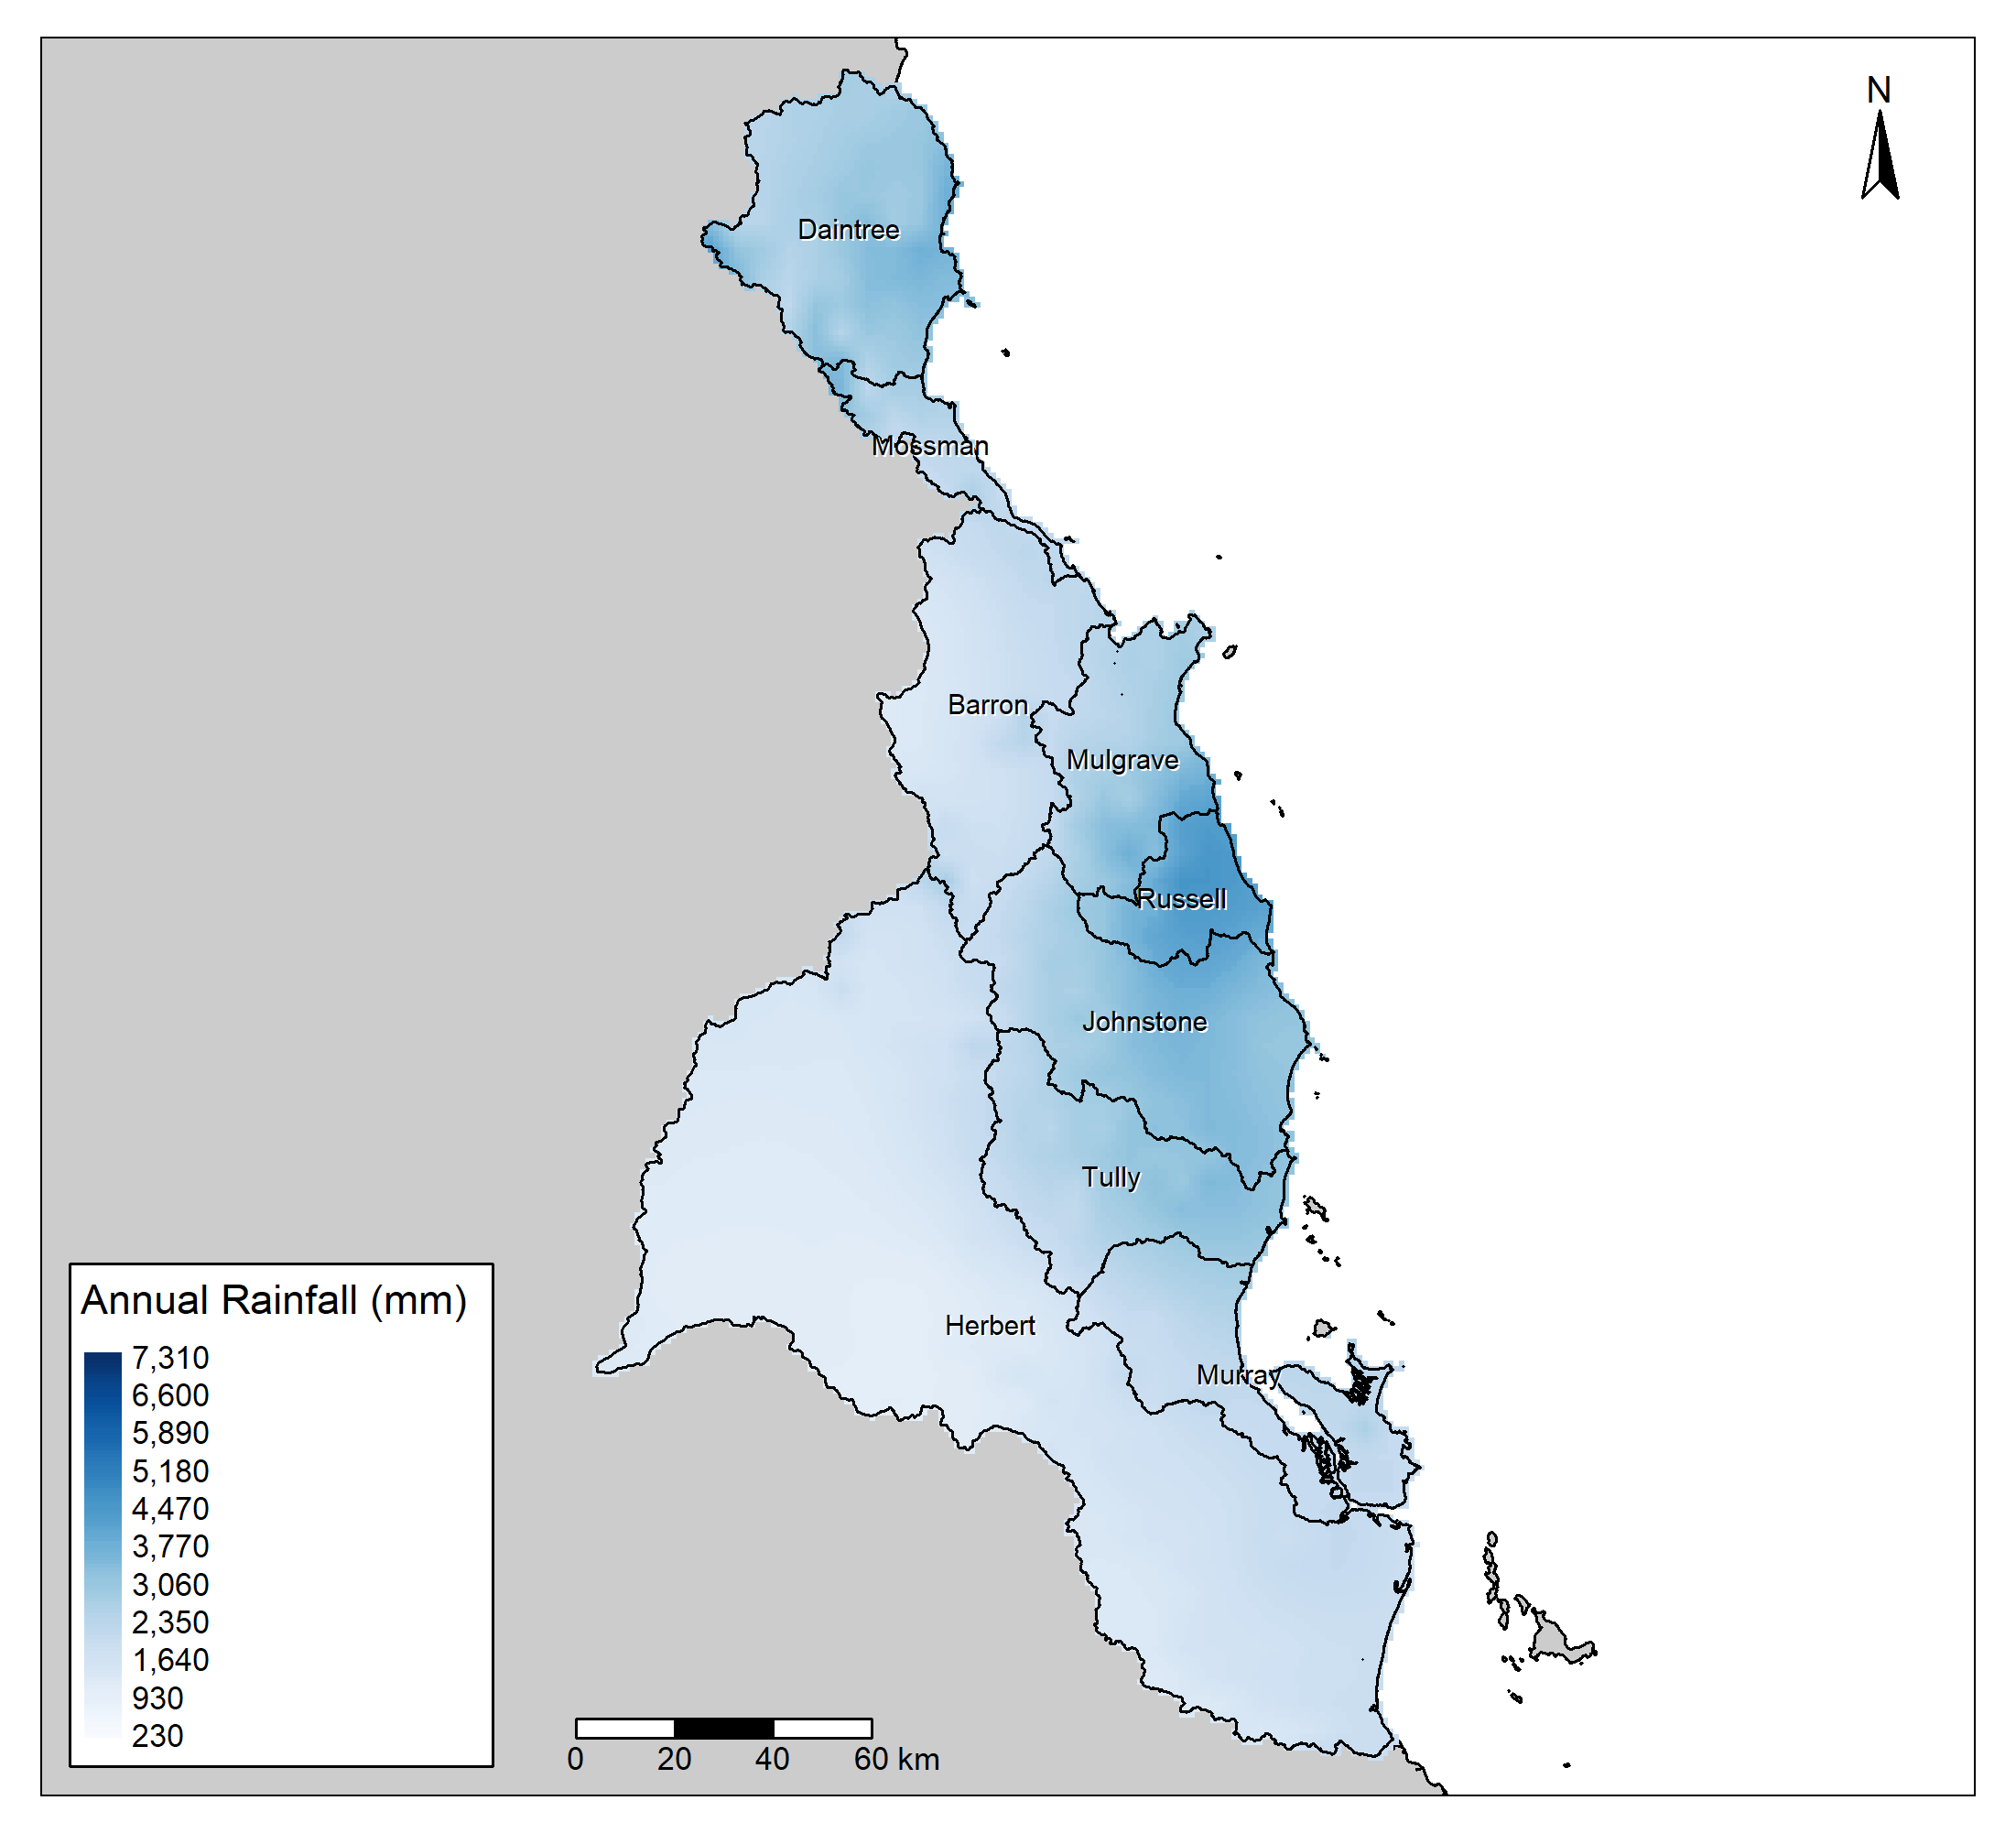 N
Daintree
Mossman
Barron
Mulgrave
Russell
Johnstone
Tully
Herbert
Murray
Annual Rainfall (mm)
7,310
6,600
5,890
5,180
4,470
3,770
3,060
2,350
1,640
930
230
0 20 40 60 km